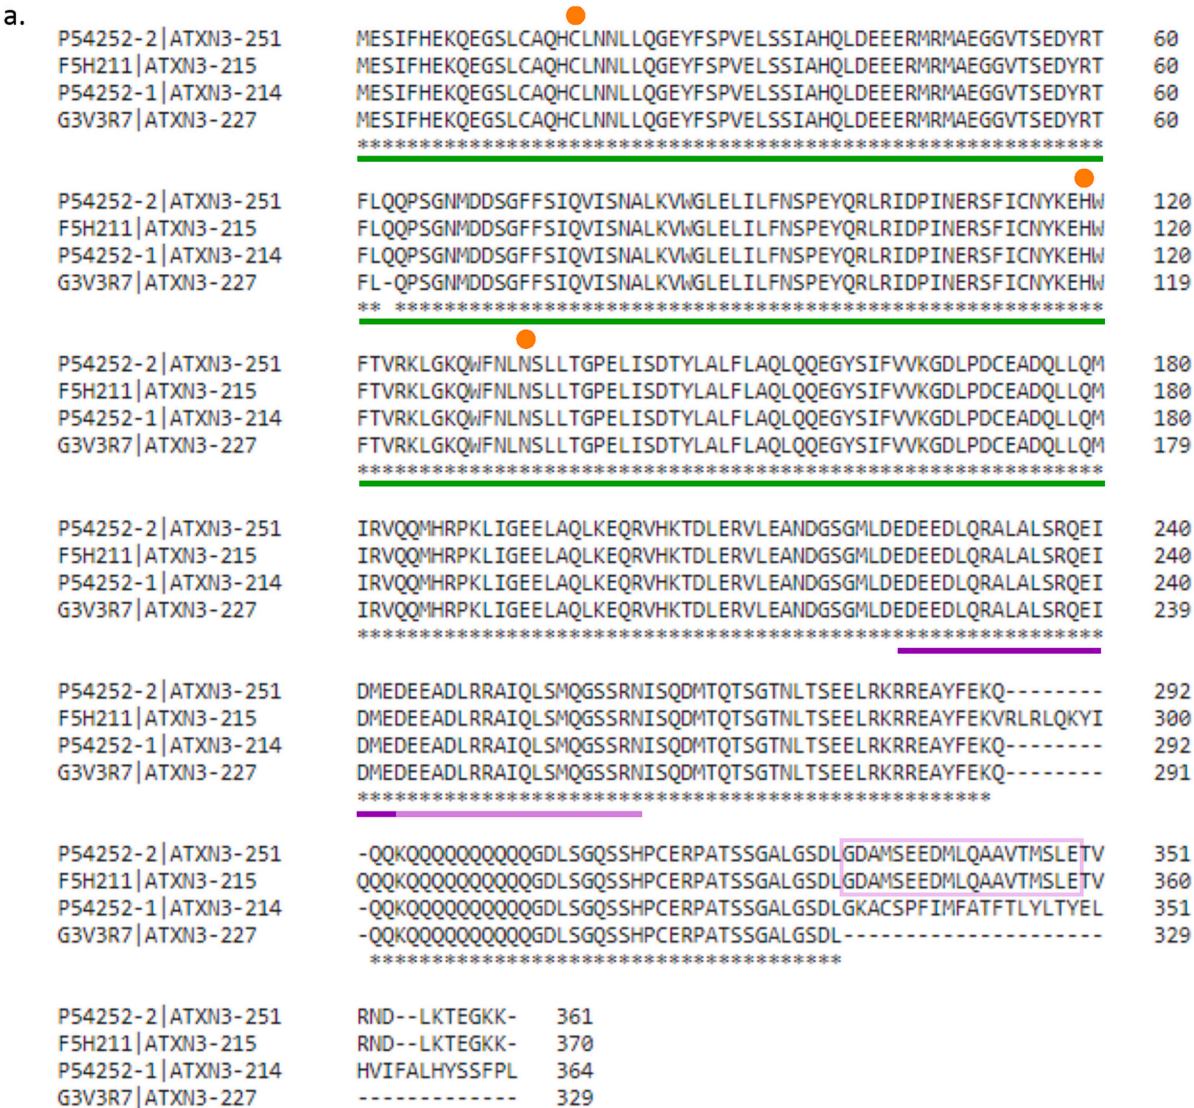 a.
P54252-2|ATXN3-251 MESIFHEKQEGSLCAQHCLNNLLQGEYFSPVELSSIAHQLDEEERMRMAEGGVTSEDYRT 60
F5H211|ATXN3-215 MESIFHEKQEGSLCAQHCLNNLLQGEYFSPVELSSIAHQLDEEERMRMAEGGVTSEDYRT 60
P54252-1|ATXN3-214 MESIFHEKQEGSLCAQHCLNNLLQGEYFSPVELSSIAHQLDEEERMRMAEGGVTSEDYRT 60
G3V3R7|ATXN3-227 MESIFHEKQEGSLCAQHCLNNLLQGEYFSPVELSSIAHQLDEEERMRMAEGGVTSEDYRT 60
************************************************************
P54252-2|ATXN3-251 FLQQPSGNMDDSGFFSIQVISNALKVWGLELILFNSPEYQRLRIDPINERSFICNYKEHW 120
F5H211|ATXN3-215 FLQQPSGNMDDSGFFSIQVISNALKVWGLELILFNSPEYQRLRIDPINERSFICNYKEHW 120
P54252-1|ATXN3-214 FLQQPSGNMDDSGFFSIQVISNALKVWGLELILFNSPEYQRLRIDPINERSFICNYKEHW 120
G3V3R7|ATXN3-227 FL-QPSGNMDDSGFFSIQVISNALKVWGLELILFNSPEYQRLRIDPINERSFICNYKEHW 119
** *********************************************************
P54252-2|ATXN3-251 FTVRKLGKQWFNLNSLLTGPELISDTYLALFLAQLQQEGYSIFVVKGDLPDCEADQLLQM 180
F5H211|ATXN3-215 FTVRKLGKQWFNLNSLLTGPELISDTYLALFLAQLQQEGYSIFVVKGDLPDCEADQLLQM 180
P54252-1|ATXN3-214 FTVRKLGKQWFNLNSLLTGPELISDTYLALFLAQLQQEGYSIFVVKGDLPDCEADQLLQM 180
G3V3R7|ATXN3-227 FTVRKLGKQWFNLNSLLTGPELISDTYLALFLAQLQQEGYSIFVVKGDLPDCEADQLLQM 179
************************************************************
P54252-2|ATXN3-251 IRVQQMHRPKLIGEELAQLKEQRVHKTDLERVLEANDGSGMLDEDEEDLQRALALSRQEI 240
F5H211|ATXN3-215 IRVQQMHRPKLIGEELAQLKEQRVHKTDLERVLEANDGSGMLDEDEEDLQRALALSRQEI 240
P54252-1|ATXN3-214 IRVQQMHRPKLIGEELAQLKEQRVHKTDLERVLEANDGSGMLDEDEEDLQRALALSRQEI 240
G3V3R7|ATXN3-227 IRVQQMHRPKLIGEELAQLKEQRVHKTDLERVLEANDGSGMLDEDEEDLQRALALSRQEI 239
************************************************************
P54252-2|ATXN3-251 DMEDEEADLRRAIQLSMQGSSRNISQDMTQTSGTNLTSEELRKRREAYFEKQ-------- 292
F5H211|ATXN3-215 DMEDEEADLRRAIQLSMQGSSRNISQDMTQTSGTNLTSEELRKRREAYFEKVRLRLQKYI 300
P54252-1|ATXN3-214 DMEDEEADLRRAIQLSMQGSSRNISQDMTQTSGTNLTSEELRKRREAYFEKQ-------- 292
G3V3R7|ATXN3-227 DMEDEEADLRRAIQLSMQGSSRNISQDMTQTSGTNLTSEELRKRREAYFEKQ-------- 291
***************************************************
P54252-2|ATXN3-251 -QQKQQQQQQQQQQGDLSGQSSHPCERPATSSGALGSDLGDAMSEEDMLQAAVTMSLETV 351
F5H211|ATXN3-215 QQQKQQQQQQQQQQGDLSGQSSHPCERPATSSGALGSDLGDAMSEEDMLQAAVTMSLETV 360
P54252-1|ATXN3-214 -QQKQQQQQQQQQQGDLSGQSSHPCERPATSSGALGSDLGKACSPFIMFATFTLYLTYEL 351
G3V3R7|ATXN3-227 -QQKQQQQQQQQQQGDLSGQSSHPCERPATSSGALGSDL--------------------- 329
**************************************
P54252-2|ATXN3-251 RND--LKTEGKK- 361
F5H211|ATXN3-215 RND--LKTEGKK- 370
P54252-1|ATXN3-214 HVIFALHYSSFPL 364
G3V3R7|ATXN3-227 ------------- 329